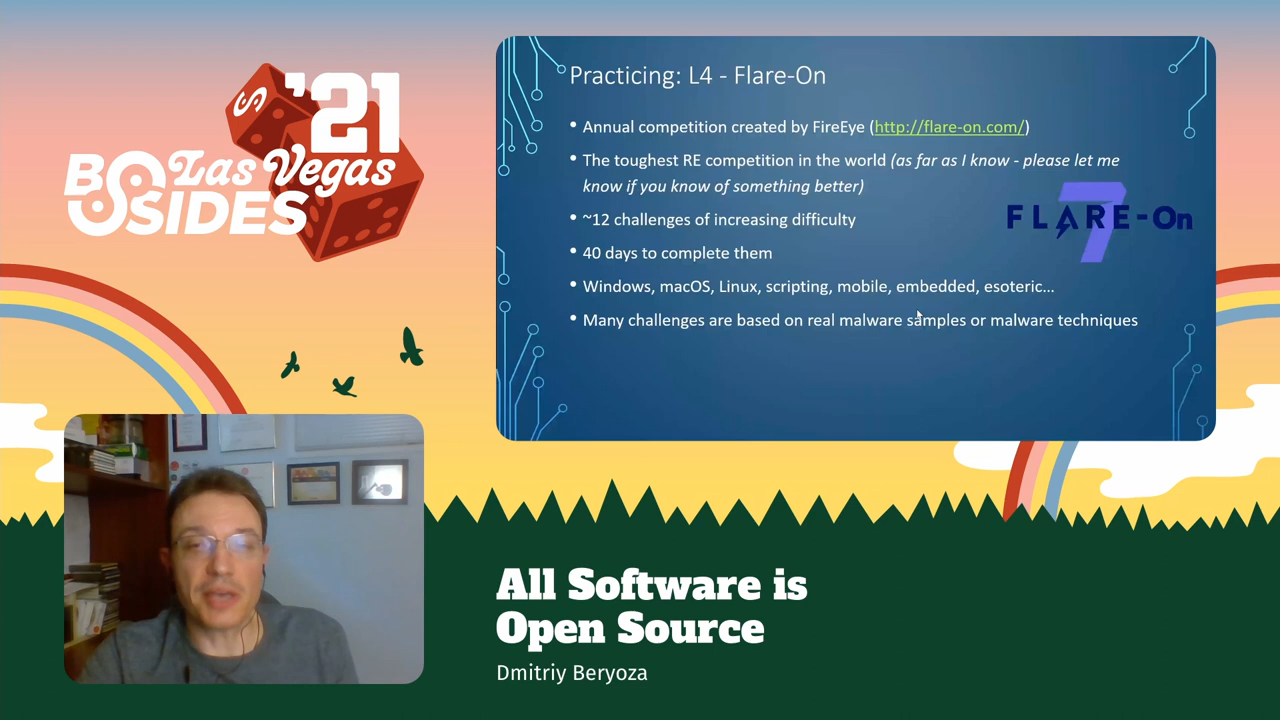 '21
BSIDES
Las Vegas
Practicing: L4 - Flare-On
• Annual competition created by FireEye (http://flare-on.com/)
• The toughest RE competition in the world (as far as I know - please let me
know if you know of something better)
• ~12 challenges of increasing difficulty
• 40 days to complete them
• Windows, macOS, Linux, scripting, mobile, embedded, esoteric...
• Many challenges are based on real malware samples or malware techniques
FLARE-On
7
All Software is
Open Source
Dmitriy Beryoza